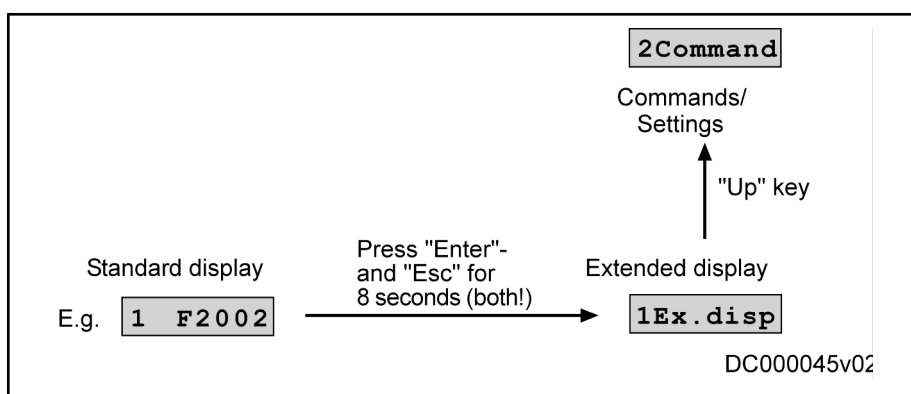 2Command
Commands/
Settings
"Up" key
Standard display
Press "Enter"-
and "Esc" for
8 seconds (both!)
Extended display
E.g.
1 F2002
1Ex.disp
DC000045v02